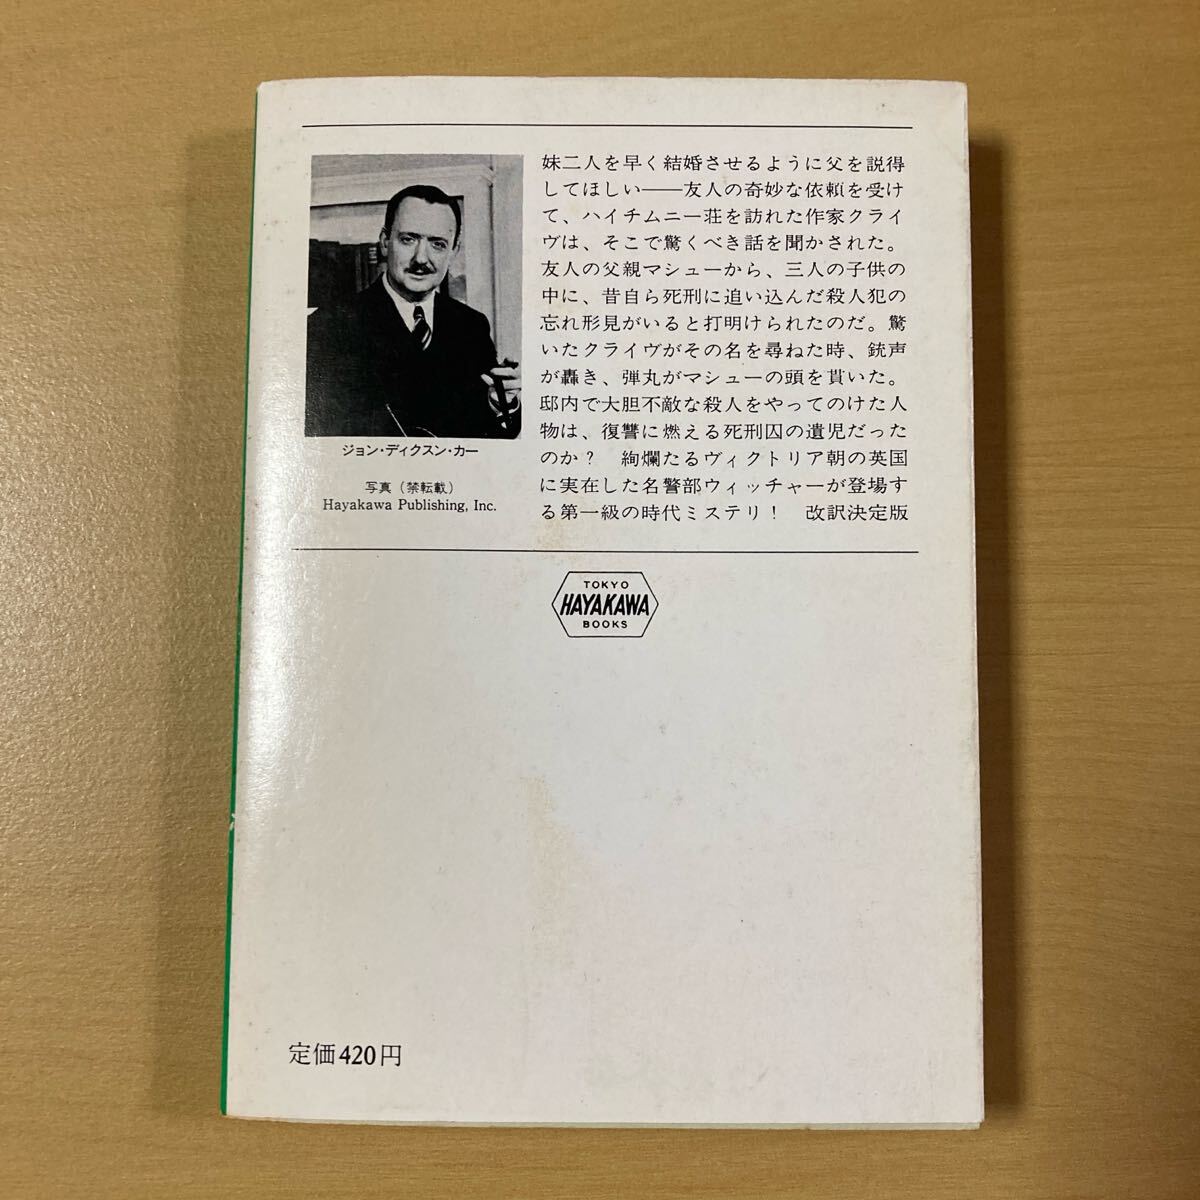 妹二人を早く結婚させるように父を説得
してほしい――友人の奇妙な依頼を受け
て、ハイチムニー荘を訪れた作家クライ
ヴは、そこで驚くべき話を聞かされた。
友人の父親マシューから、三人の子供の
中に、昔自ら死刑に追い込んだ殺人犯の
忘れ形見がいると打明けられたのだ。驚
いたクライヴがその名を尋ねた時、銃声
が轟き、弾丸がマシューの頭を貫いた。
邸内で大胆不敵な殺人をやってのけた人
物は、復讐に燃える死刑囚の遺児だった
のか？　絢爛たるヴィクトリア朝の英国
に実在した名警部ウィッチャーが登場す
る第一級の時代ミステリ！　改訳決定版
ジョン・ディクスン・カー
写真（禁転載）
Hayakawa Publishing, Inc.
TOKYO
HAYAKAWA
BOOKS
定価420円